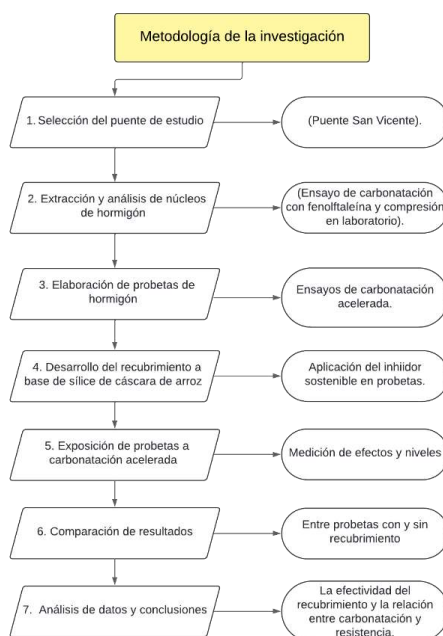 Metodología de la investigación
1. Selección del puente de estudio
(Puente San Vicente).
2. Extracción y análisis de núcleos
de hormigón
(Ensayo de carbonatación
con fenolftaleína y compresión
en laboratorio).
3. Elaboración de probetas de
hormigón
Ensayos de carbonatación
acelerada.
4. Desarrollo del recubrimiento a
base de sílice de cáscara de arroz
Aplicación del inhiidor
sostenible en probetas.
5. Exposición de probetas a
carbonatación acelerada
Medición de efectos y niveles
6. Comparación de resultados
Entre probetas con y sin
recubrimiento
7. Análisis de datos y conclusiones
La efectividad del
recubrimiento y la relación
entre carbonatación y
resistencia.